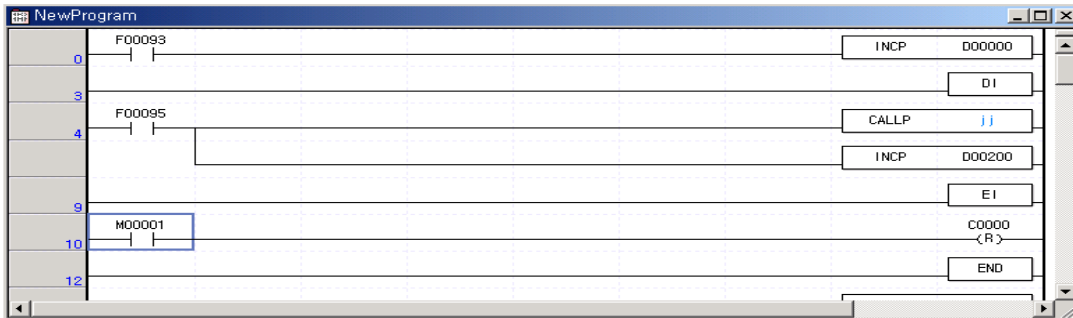 NewProgram
F00093
0 INCP D00000
3 DI
F00095
4 CALLP jj
INCP D00200
9 EI
M00001 C0000
10 (R)
12 END